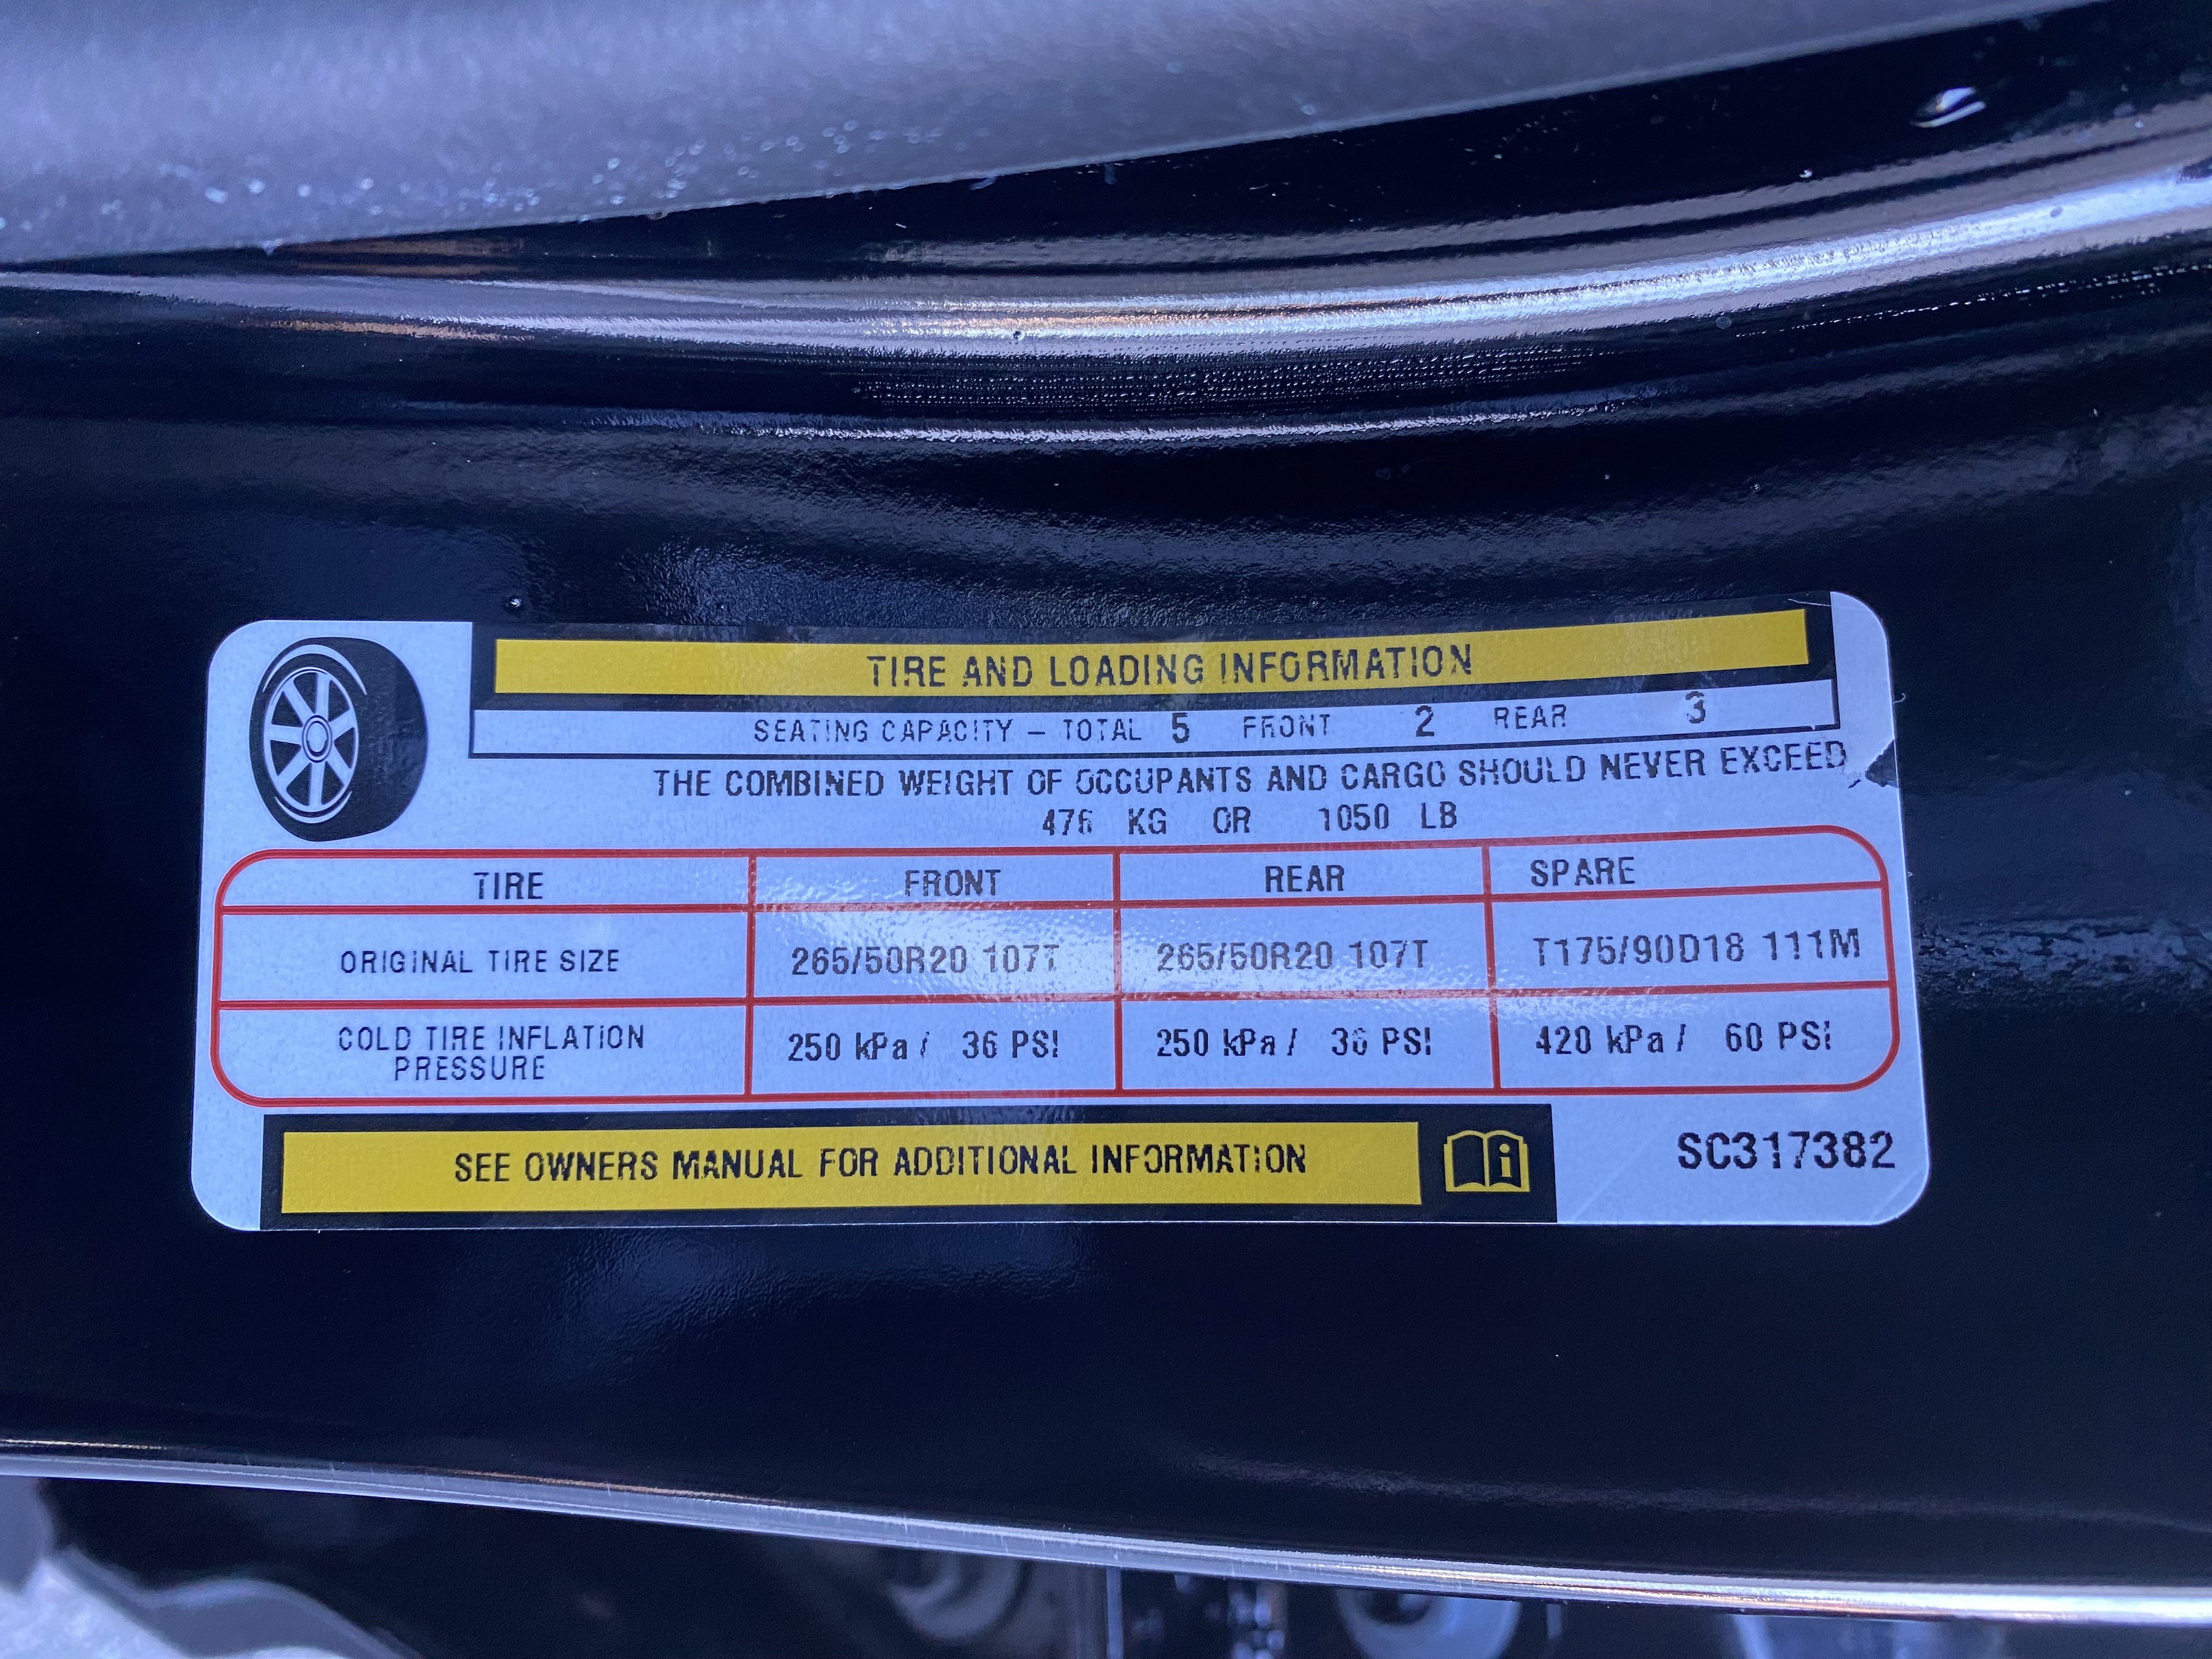 TIRE AND LOADING INFORMATION
SEATING CAPACITY – TOTAL 5 FRONT 2 REAR 3
THE COMBINED WEIGHT OF OCCUPANTS AND CARGO SHOULD NEVER EXCEED
476 KG OR 1050 LB
TIRE FRONT REAR SPARE
ORIGINAL TIRE SIZE 265/50R20 107T 265/50R20 107T T175/90D18 111M
COLD TIRE INFLATION
PRESSURE 250 kPa / 36 PSI 250 kPa / 36 PSI 420 kPa / 60 PSI
SEE OWNERS MANUAL FOR ADDITIONAL INFORMATION
SC317382